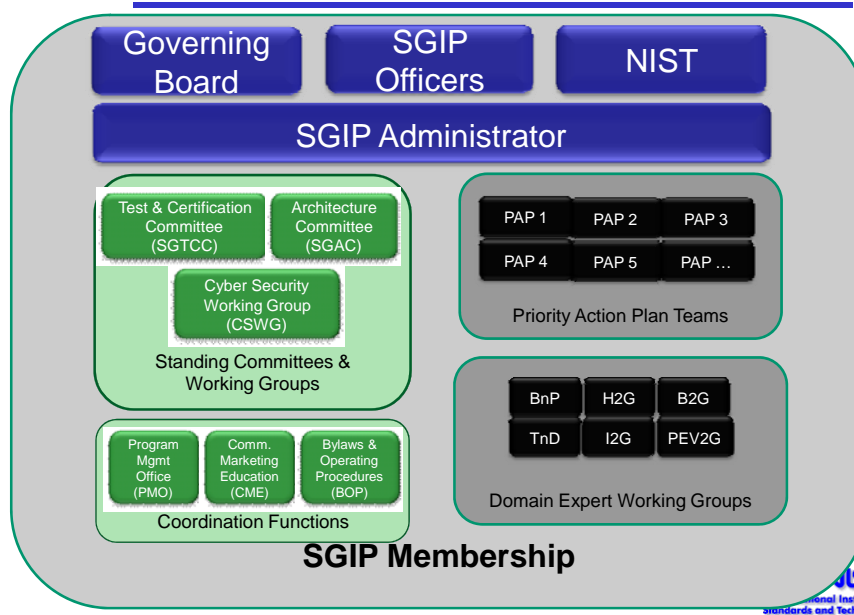 Governing
Board
SGIP
Officers
NIST
SGIP Administrator
Test & Certification
Committee
(SGTCC)
Architecture
Committee
(SGAC)
Cyber Security
Working Group
(CSWG)
Standing Committees &
Working Groups
PAP 1
PAP 2
PAP 3
PAP 4
PAP 5
PAP …
Priority Action Plan Teams
Program
Mgmt
Office
(PMO)
Comm.
Marketing
Education
(CME)
Bylaws &
Operating
Procedures
(BOP)
Coordination Functions
BnP
H2G
B2G
TnD
I2G
PEV2G
Domain Expert Working Groups
SGIP Membership
Standards and